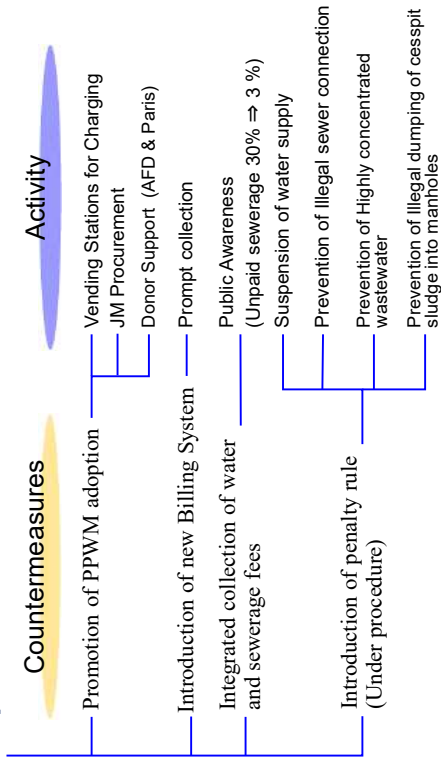 Countermeasures
Activity
Promotion of PPWM adoption
Vending Stations for Charging
JM Procurement
Donor Support (AFD & Paris)
Introduction of new Billing System
Prompt collection
Integrated collection of water
and sewerage fees
Public Awareness
(Unpaid sewerage 30% ⇒ 3 %)
Introduction of penalty rule
(Under procedure)
Suspension of water supply
Prevention of Illegal sewer connection
Prevention of Highly concentrated
wastewater
Prevention of Illegal dumping of cesspit
sludge into manholes